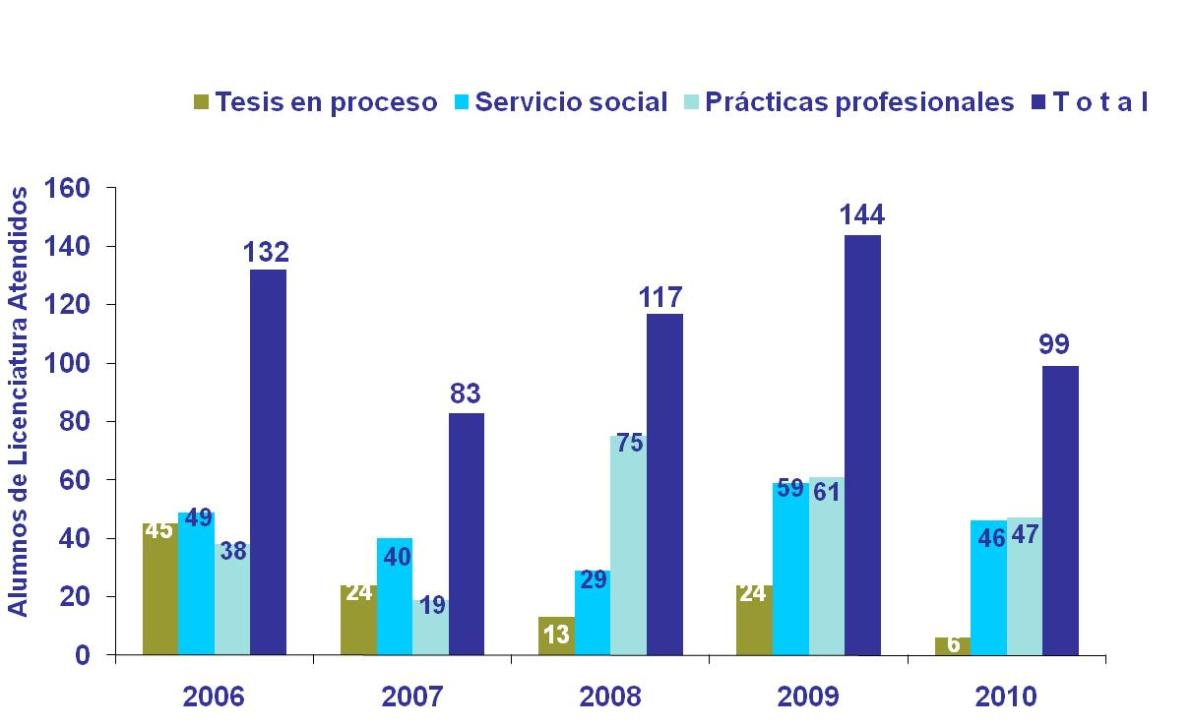 Tesis en proceso Servicio social Prácticas profesionales T o t a l
Alumnos de Licenciatura Atendidos
160
140
120
100
80
60
40
20
0
45 49 38 132
24 40 19 83
13 29 75 117
24 59 61 144
6 46 47 99
2006 2007 2008 2009 2010